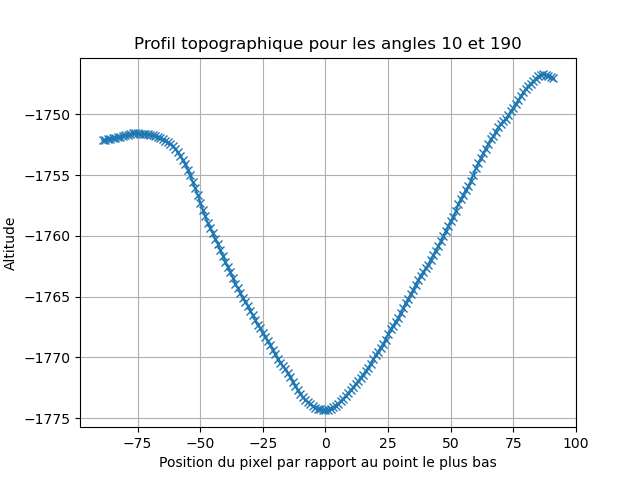 Profil topographique pour les angles 10 et 190
Altitude
−1750
−1755
−1760
−1765
−1770
−1775
−75 −50 −25 0 25 50 75 100
Position du pixel par rapport au point le plus bas